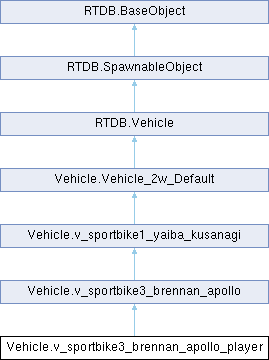 RTDB.BaseObject
RTDB.SpawnableObject
RTDB.Vehicle
Vehicle.Vehicle_2w_Default
Vehicle.v_sportbike1_yaiba_kusanagi
Vehicle.v_sportbike3_brennan_apollo
Vehicle.v_sportbike3_brennan_apollo_player